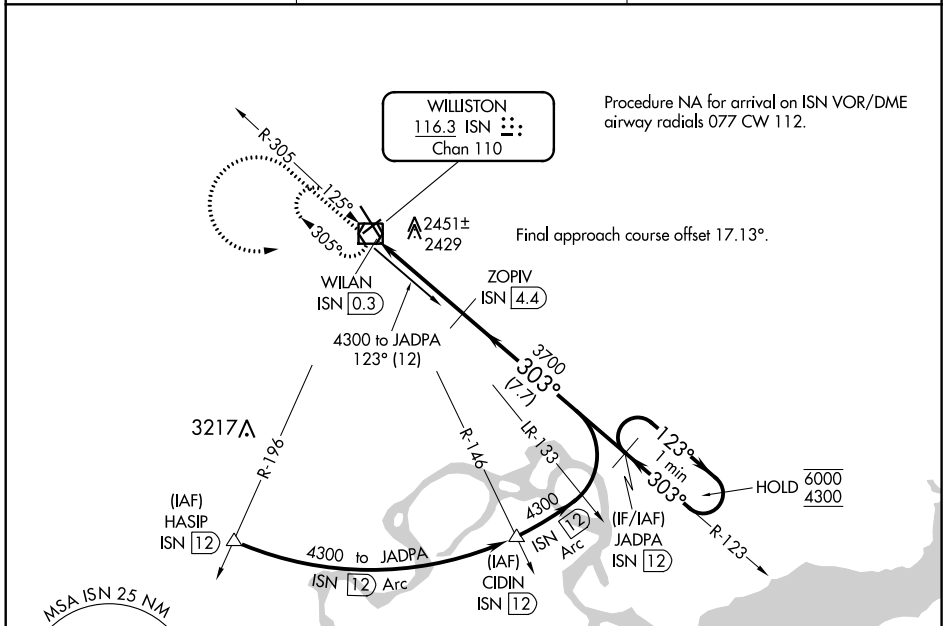 WILLISTON
116.3 ISN
Chan 110
Procedure NA for arrival on ISN VOR/DME
airway radials 077 CW 112.
R-305
125°
305°
2451±
2429
Final approach course offset 17.13°.
WILAN
ISN 0.3
ZOPIV
ISN 4.4
4300 to JADPA
123° (12)
3700
303°
(7.7)
3217
R-196
R-146
LR-133
123°
1 min
303°
HOLD 6000
4300
(IAF)
HASIP
ISN 12
4300
ISN 12
Arc
(IF/IAF)
JADPA
ISN 12
R-123
4300 to JADPA
ISN 12 Arc
(IAF)
CIDIN
ISN 12
MSA ISN 25 NM